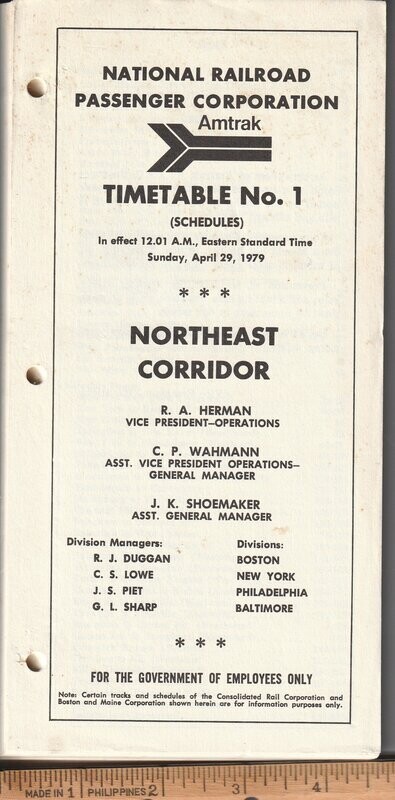 NATIONAL RAILROAD
PASSENGER CORPORATION
Amtrak
TIMETABLE No. 1
(SCHEDULES)
In effect 12.01 A.M., Eastern Standard Time
Sunday, April 29, 1979
* * *
NORTHEAST
CORRIDOR
R. A. HERMAN
VICE PRESIDENT—OPERATIONS
C. P. WAHMANN
ASST. VICE PRESIDENT OPERATIONS—
GENERAL MANAGER
J. K. SHOEMAKER
ASST. GENERAL MANAGER
Division Managers: Divisions:
R. J. DUGGAN BOSTON
C. S. LOWE NEW YORK
J. S. PIET PHILADELPHIA
G. L. SHARP BALTIMORE
* * *
FOR THE GOVERNMENT OF EMPLOYEES ONLY
Note: Certain tracks and schedules of the Consolidated Rail Corporation and
Boston and Maine Corporation shown herein are for information purposes only.
MADE IN 1 PHILIPPINES 2 3 4